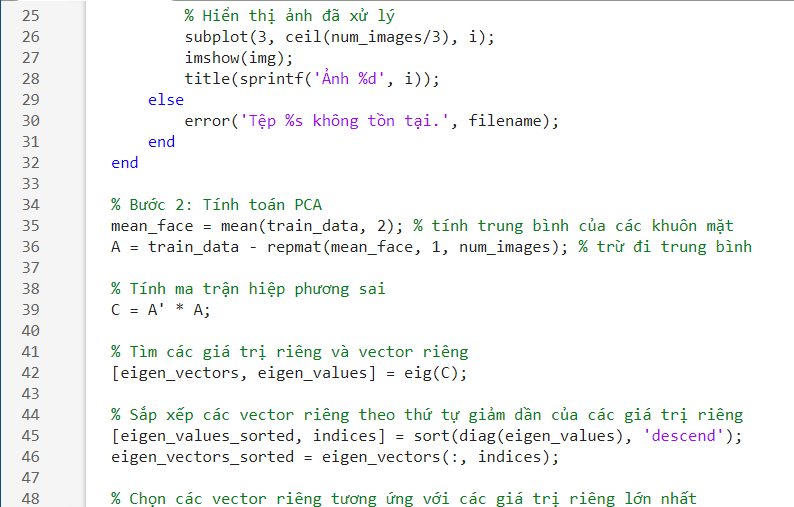 25 % Hiển thị ảnh đã xử lý
26 subplot(3, ceil(num_images/3), i);
27 imshow(img);
28 title(sprintf('Ảnh %d', i));
29 else
30 error('Tệp %s không tồn tại.', filename);
31 end
32 end
33
34 % Bước 2: Tính toán PCA
35 mean_face = mean(train_data, 2); % tính trung bình của các khuôn mặt
36 A = train_data - repmat(mean_face, 1, num_images); % trừ đi trung bình
37
38 % Tính ma trận hiệp phương sai
39 C = A' * A;
40
41 % Tìm các giá trị riêng và vector riêng
42 [eigen_vectors, eigen_values] = eig(C);
43
44 % Sắp xếp các vector riêng theo thứ tự giảm dần của các giá trị riêng
45 [eigen_values_sorted, indices] = sort(diag(eigen_values), 'descend');
46 eigen_vectors_sorted = eigen_vectors(:, indices);
47
48 % Chọn các vector riêng tương ứng với các giá trị riêng lớn nhất